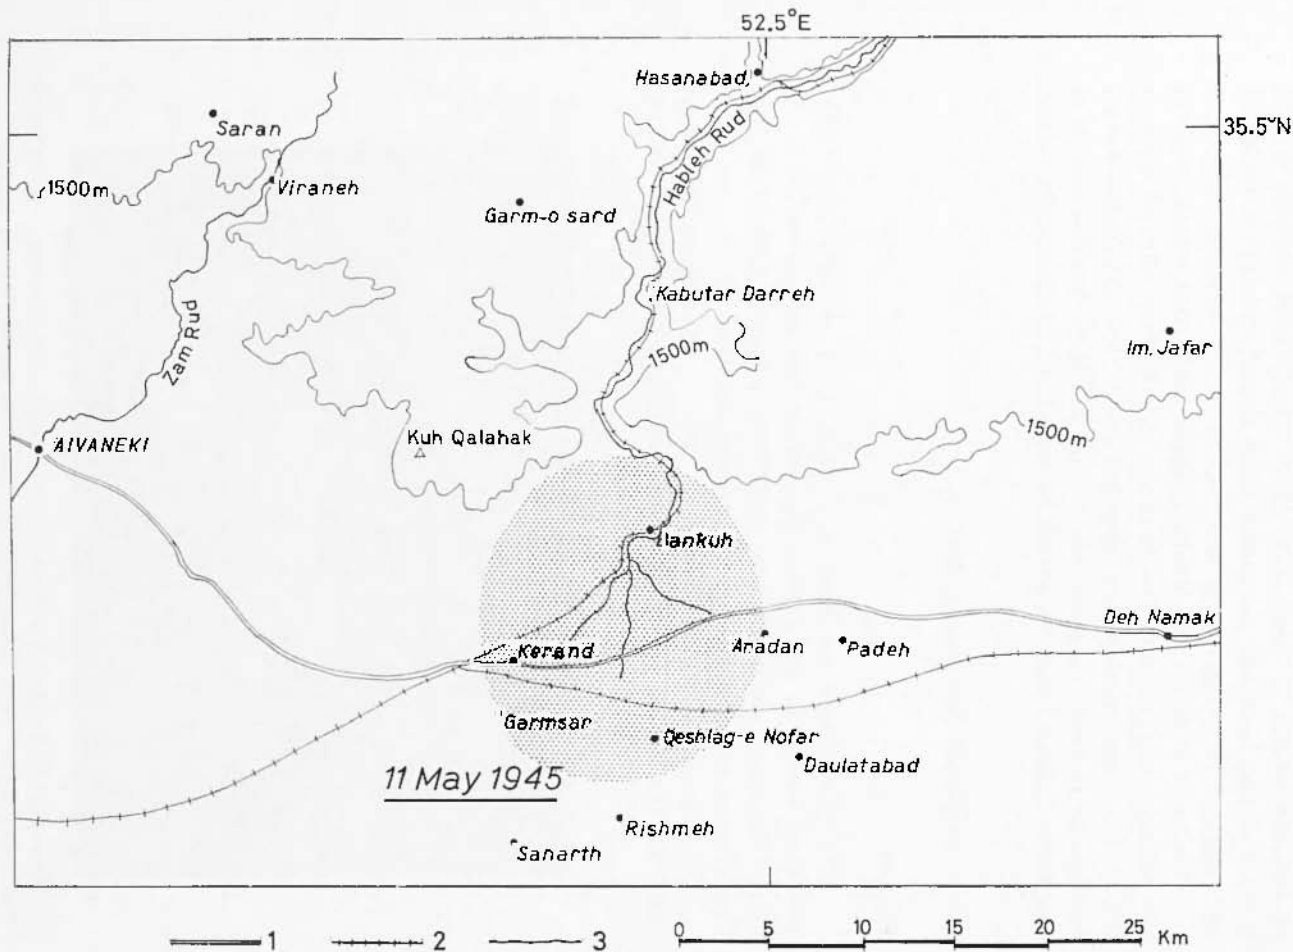 52.5°E
Hasanabad
35.5°N
Saran
Hableh Rud
1500m
Viraneh
Garm-o sard
Kabutar Darreh
Zam Rud
1500m
Im. Jafar
AIVANEKI
Kuh Qalahak
1500m
Deh Namak
Kerand
Aradan
Padeh
Garmsar
Qeshlag-e Nofar
Daulatabad
11 May 1945
Rishmeh
Sanarth
1 2 3 0 5 10 15 20 25 Km